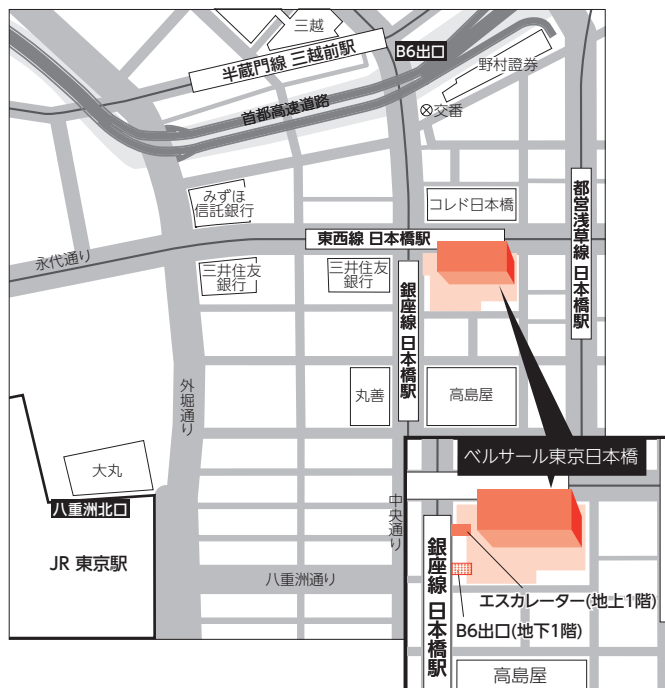 三越
半蔵門線 三越前駅
B6出口
野村證券
首都高速道路
交番
みずほ
信託銀行
コレド日本橋
都営浅草線 日本橋駅
東西線 日本橋駅
永代通り
三井住友
銀行
三井住友
銀行
銀座線 日本橋駅
外堀通り
丸善
高島屋
ベルサール東京日本橋
大丸
八重洲北口
中央通り
JR 東京駅
八重洲通り
銀座線 日本橋駅
エスカレーター(地上1階)
B6出口(地下1階)
高島屋